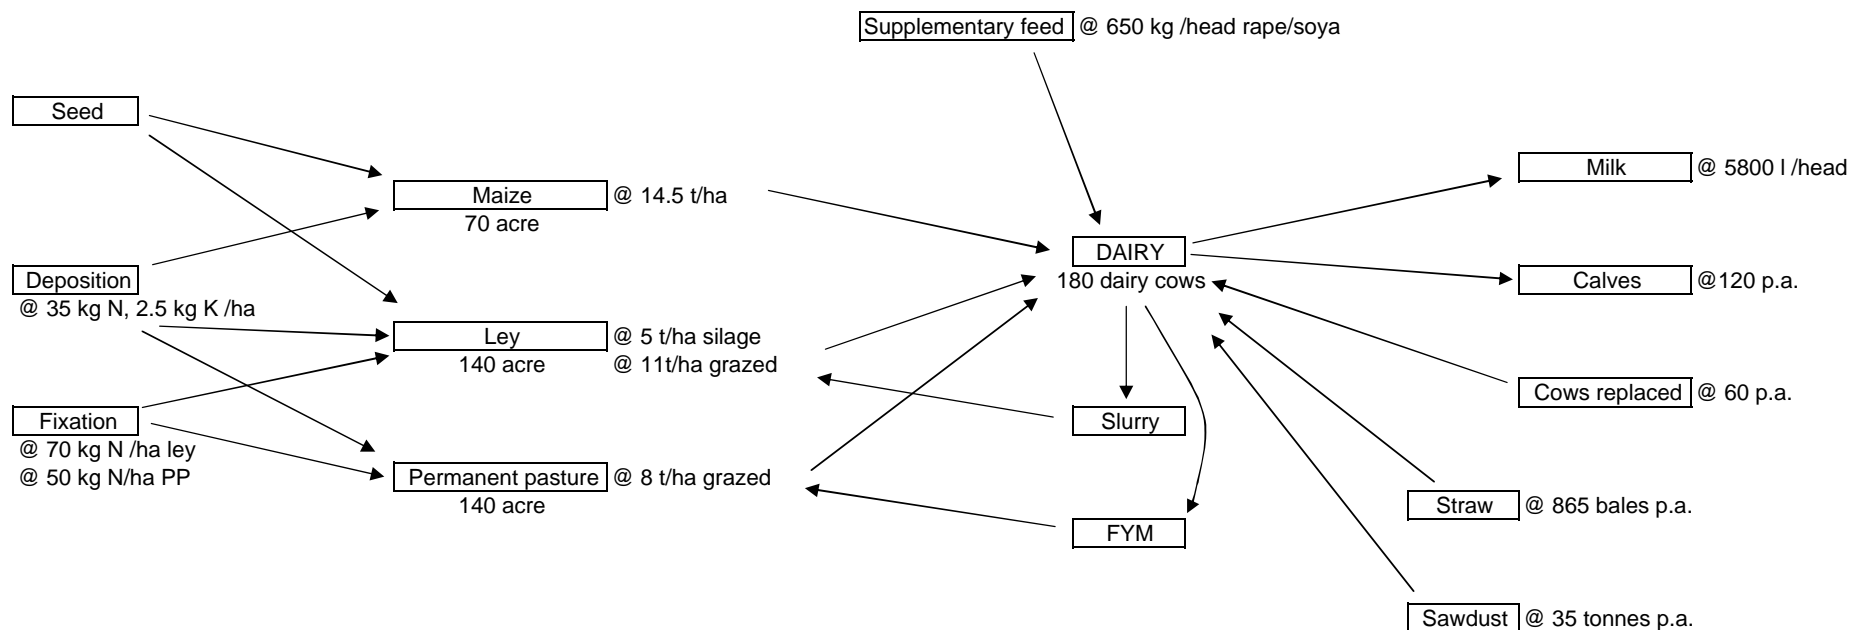 Supplementary feed @ 650 kg /head rape/soya
Seed
Milk @ 5800 l /head
Maize @ 14.5 t/ha
70 acre
DAIRY
180 dairy cows
Deposition
@ 35 kg N, 2.5 kg K /ha
Calves @120 p.a.
Ley @ 5 t/ha silage
140 acre @ 11t/ha grazed
Cows replaced @ 60 p.a.
Fixation
@ 70 kg N /ha ley
@ 50 kg N/ha PP
Slurry
Permanent pasture @ 8 t/ha grazed
140 acre
Straw @ 865 bales p.a.
FYM
Sawdust @ 35 tonnes p.a.